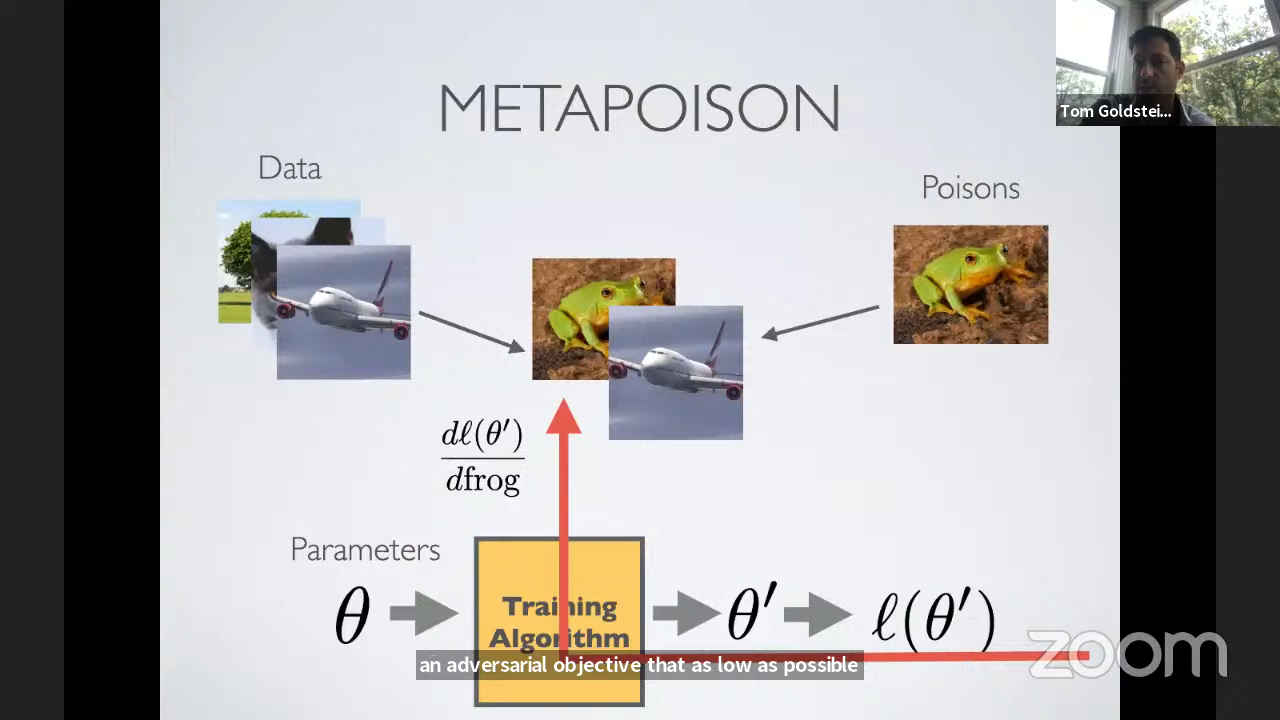 METAPOISON
Tom Goldstei...
Data
Poisons
dℓ(θ′)
dfrog
Parameters
θ
Training
Algorithm
θ′
ℓ(θ′)
an adversarial objective that as low as possible
zoom